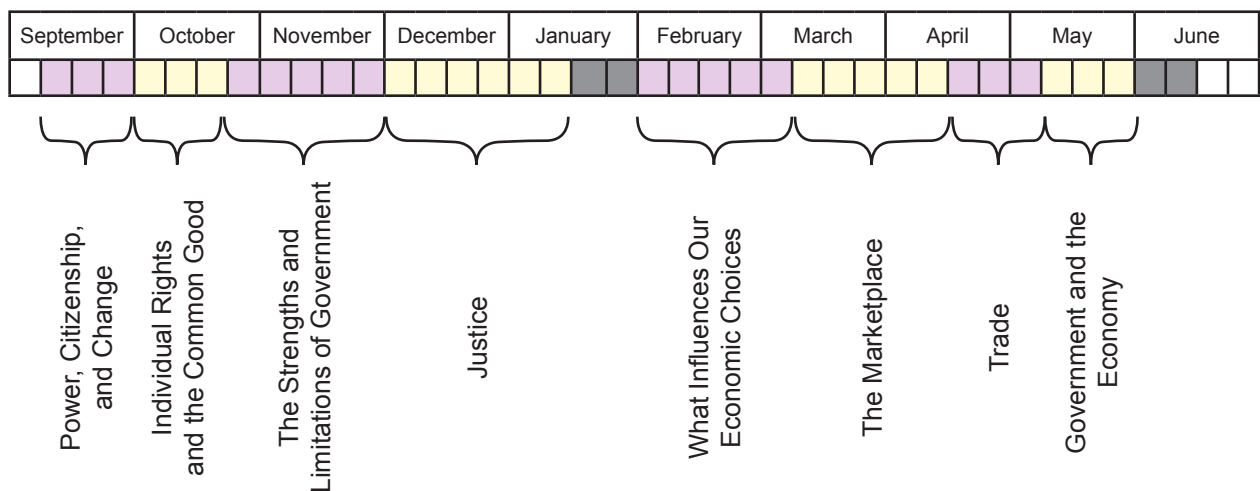 September October November December January February March April May June
Power, Citizenship,
and Change
Individual Rights
and the Common Good
The Strengths and
Limitations of Government
Justice
What Influences Our
Economic Choices
The Marketplace
Trade
Government and the
Economy